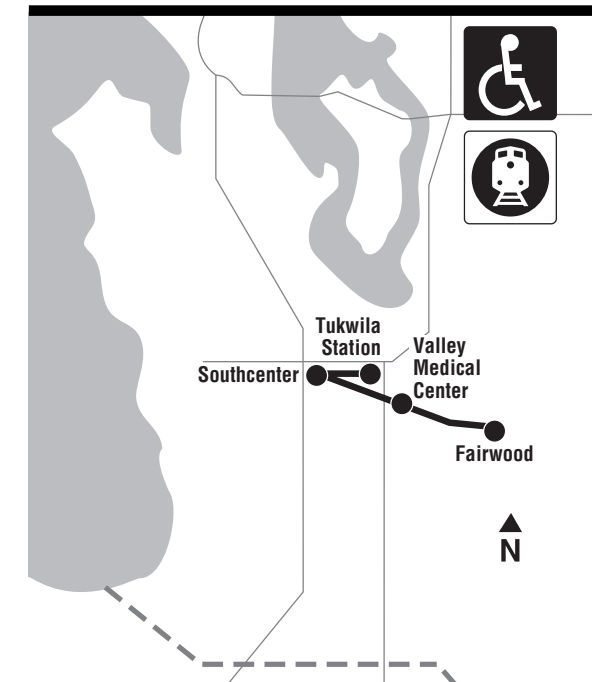 Tukwila
Station
Valley
Medical
Center
Southcenter
Fairwood
N